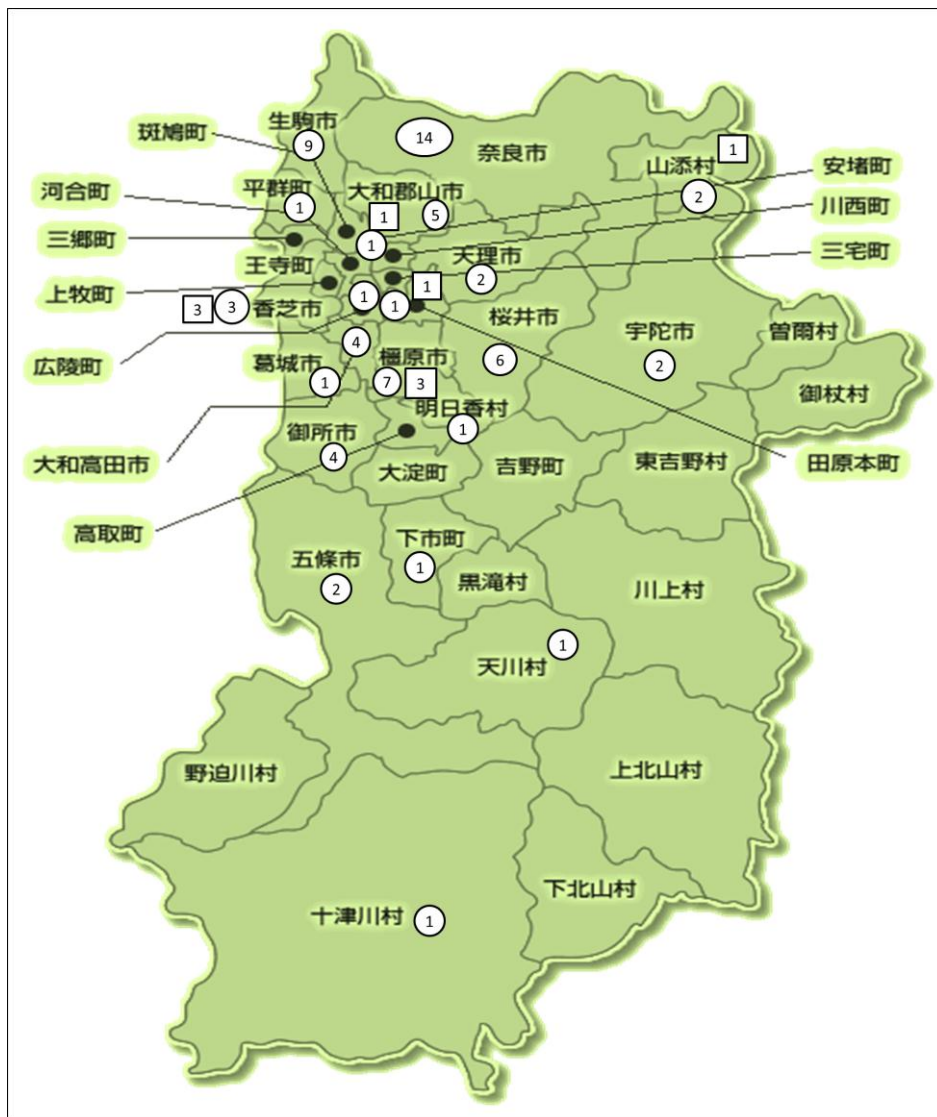 斑鳩町
生駒市
9
14
奈良市
山添村
1
2
安堵町
河合町
平群町
1
大和郡山市
1
5
川西町
三郷町
1
天理市
2
三宅町
王寺町
上牧町
3
3
香芝市
1
1
1
桜井市
6
宇陀市
2
曽爾村
御杖村
広陵町
4
葛城市
1
橿原市
7
3
明日香村
1
大和高田市
御所市
4
大淀町
吉野町
東吉野村
田原本町
高取町
五條市
2
下市町
1
黒滝村
川上村
天川村
1
野迫川村
上北山村
下北山村
十津川村
1